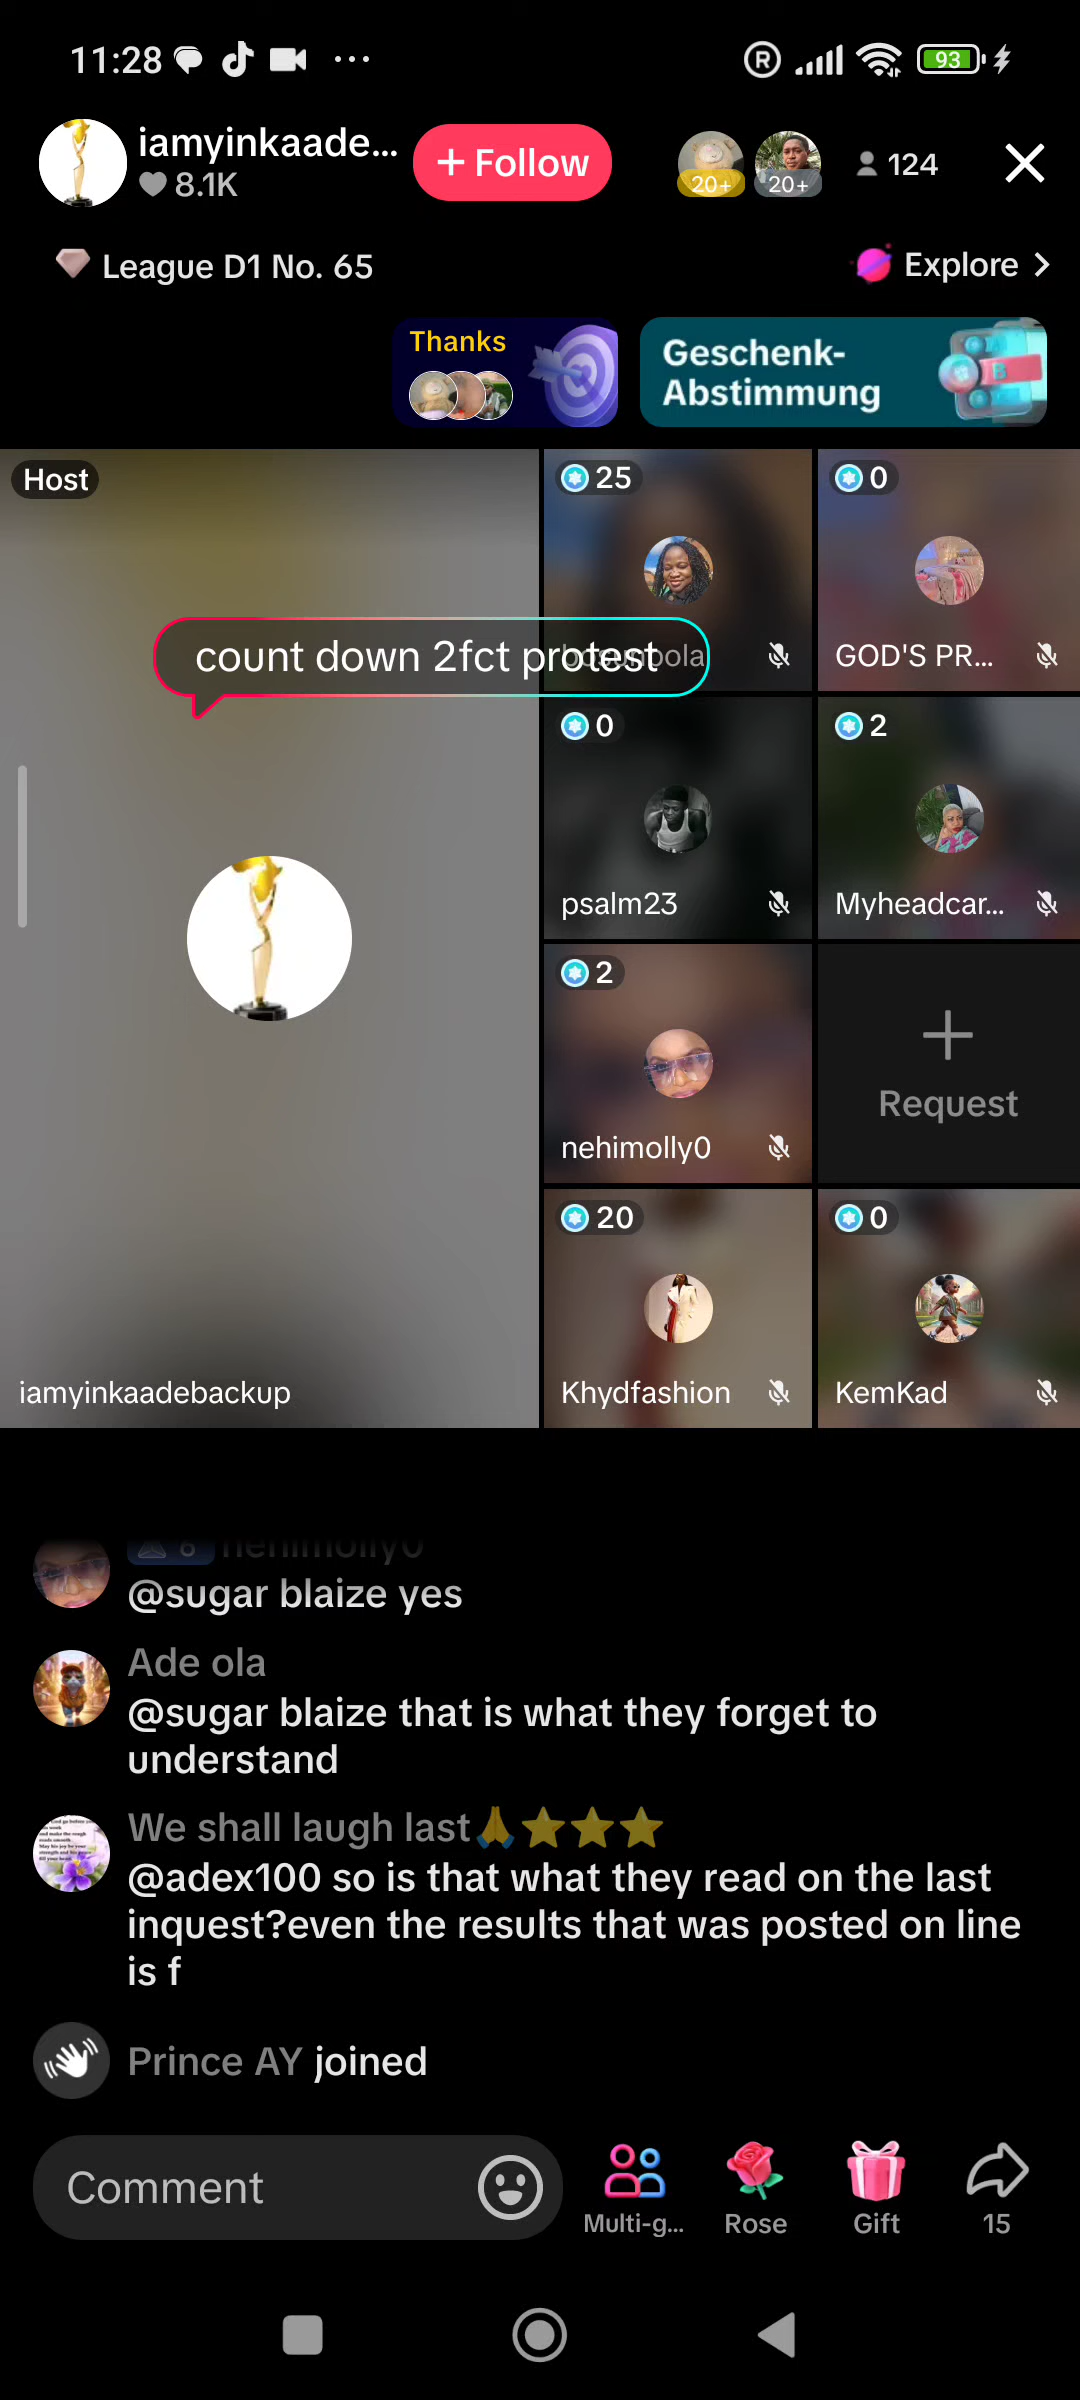 11:28
93
iamyinkaade...
8.1K
+ Follow
20+
20+
124
League D1 No. 65
Explore
Thanks
Geschenk-
Abstimmung
Host
25
0
count down 2fct protest
GOD'S PR...
0
2
psalm23
Myheadcar...
2
Request
nehimolly0
20
0
iamyinkaadebackup
Khydfashion
KemKad
6 nehimolly0
@sugar blaize yes
Ade ola
@sugar blaize that is what they forget to
understand
We shall laugh last🙏⭐⭐⭐
@adex100 so is that what they read on the last
inquest?even the results that was posted on line
is f
Prince AY joined
Comment
Multi-g...
Rose
Gift
15